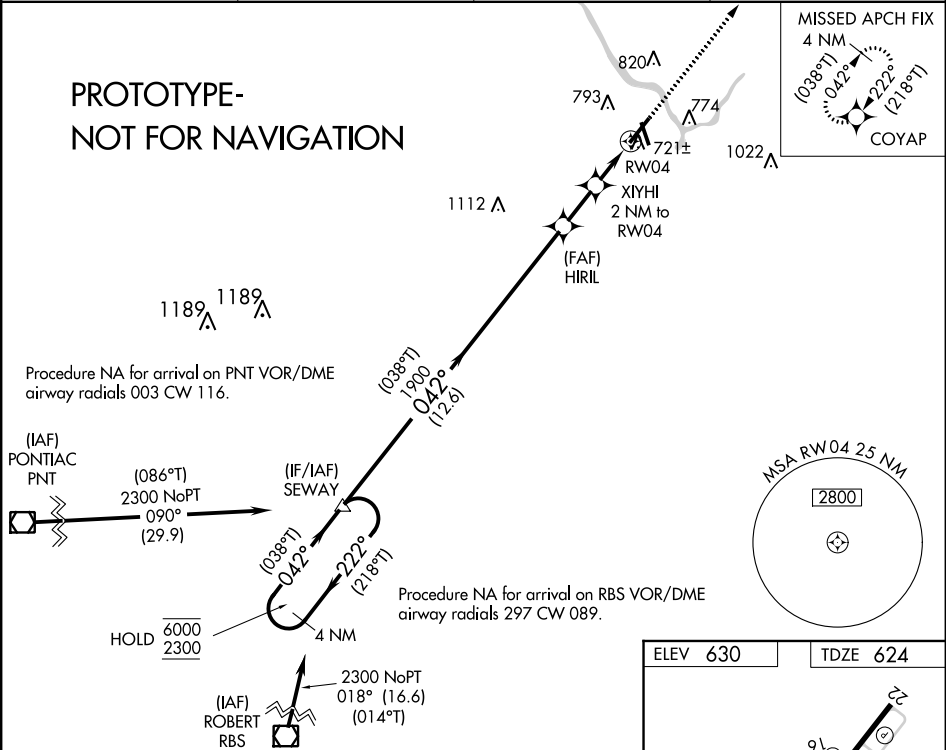 PROTOTYPE-
NOT FOR NAVIGATION
MISSED APCH FIX
4 NM
(038°T)
042°
222°
(218°T)
COYAP
820
793
774
721±
1022
RW04
XIYHI
2 NM to
RW04
1112
(FAF)
HIRIL
1189
1189
Procedure NA for arrival on PNT VOR/DME
airway radials 003 CW 116.
(038°T)
1900
042°
(12.6)
(IAF)
PONTIAC
PNT
(086°T)
2300 NoPT
090°
(29.9)
(IF/IAF)
SEWAY
(038°T)
042°
222°
(218°T)
MSA RW04 25 NM
2800
Procedure NA for arrival on RBS VOR/DME
airway radials 297 CW 089.
HOLD
6000
2300
4 NM
2300 NoPT
018° (16.6)
(014°T)
(IAF)
ROBERT
RBS
ELEV 630
TDZE 624
22
P